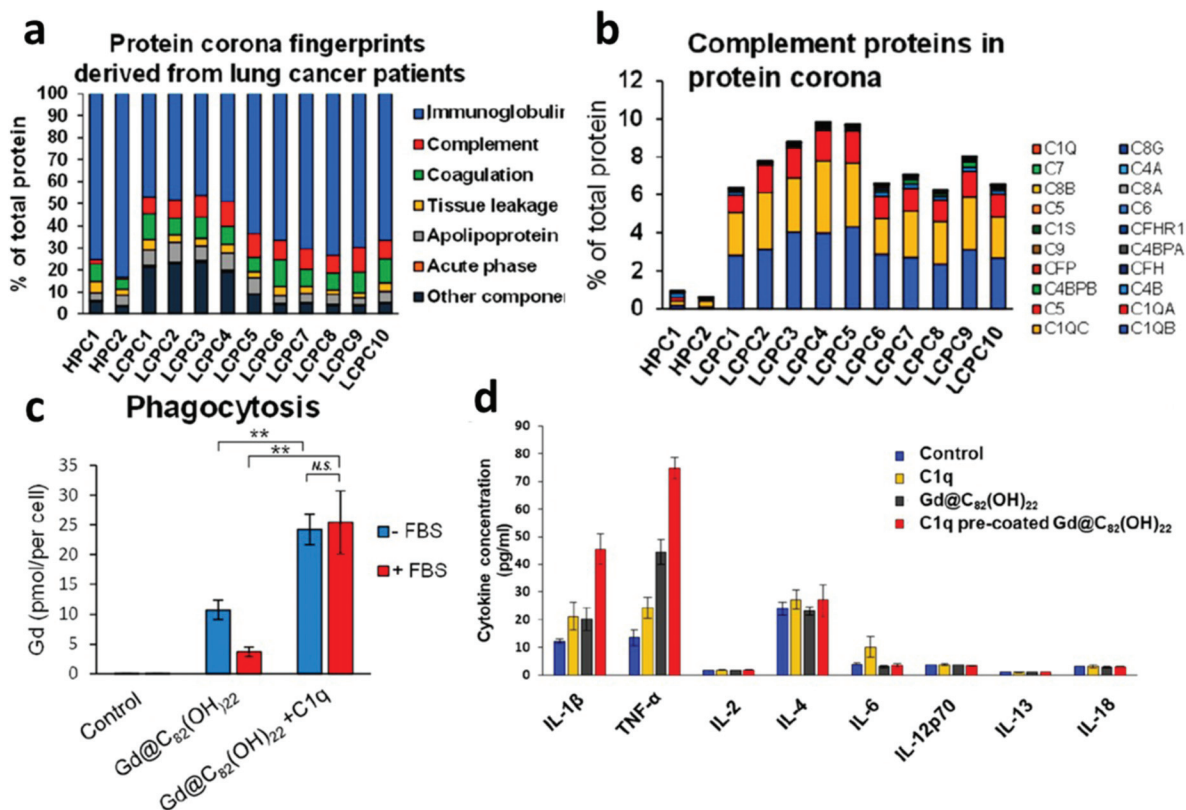 a
Protein corona fingerprints
derived from lung cancer patients
% of total protein
100
90
80
70
60
50
40
30
20
10
0
HPC1
HPC2
LCPC1
LCPC2
LCPC3
LCPC4
LCPC5
LCPC6
LCPC7
LCPC8
LCPC9
LCPC10
Immunoglobulin
Complement
Coagulation
Tissue leakage
Apolipoprotein
Acute phase
Other compone
b
Complement proteins in
protein corona
% of total protein
12
10
8
6
4
2
0
HPC1
HPC2
LCPC1
LCPC2
LCPC3
LCPC4
LCPC5
LCPC6
LCPC7
LCPC8
LCPC9
LCPC10
C1Q C8G
C7 C4A
C8B C8A
C5 C6
C1S CFHR1
C9 C4BPA
CFP CFH
C4BPB C4B
C5 C1QA
C1QC C1QB
c
Phagocytosis
Gd (pmol/per cell)
35
30
25
20
15
10
5
0
**
**
N.S.
- FBS
+ FBS
Control
Gd@C82(OH)22
Gd@C82(OH)22 +C1q
d
Cytokine concentration
(pg/ml)
90
80
70
60
50
40
30
20
10
0
Control
C1q
Gd@C82(OH)22
C1q pre-coated Gd@C82(OH)22
IL-1β
TNF-α
IL-2
IL-4
IL-6
IL-12p70
IL-13
IL-18